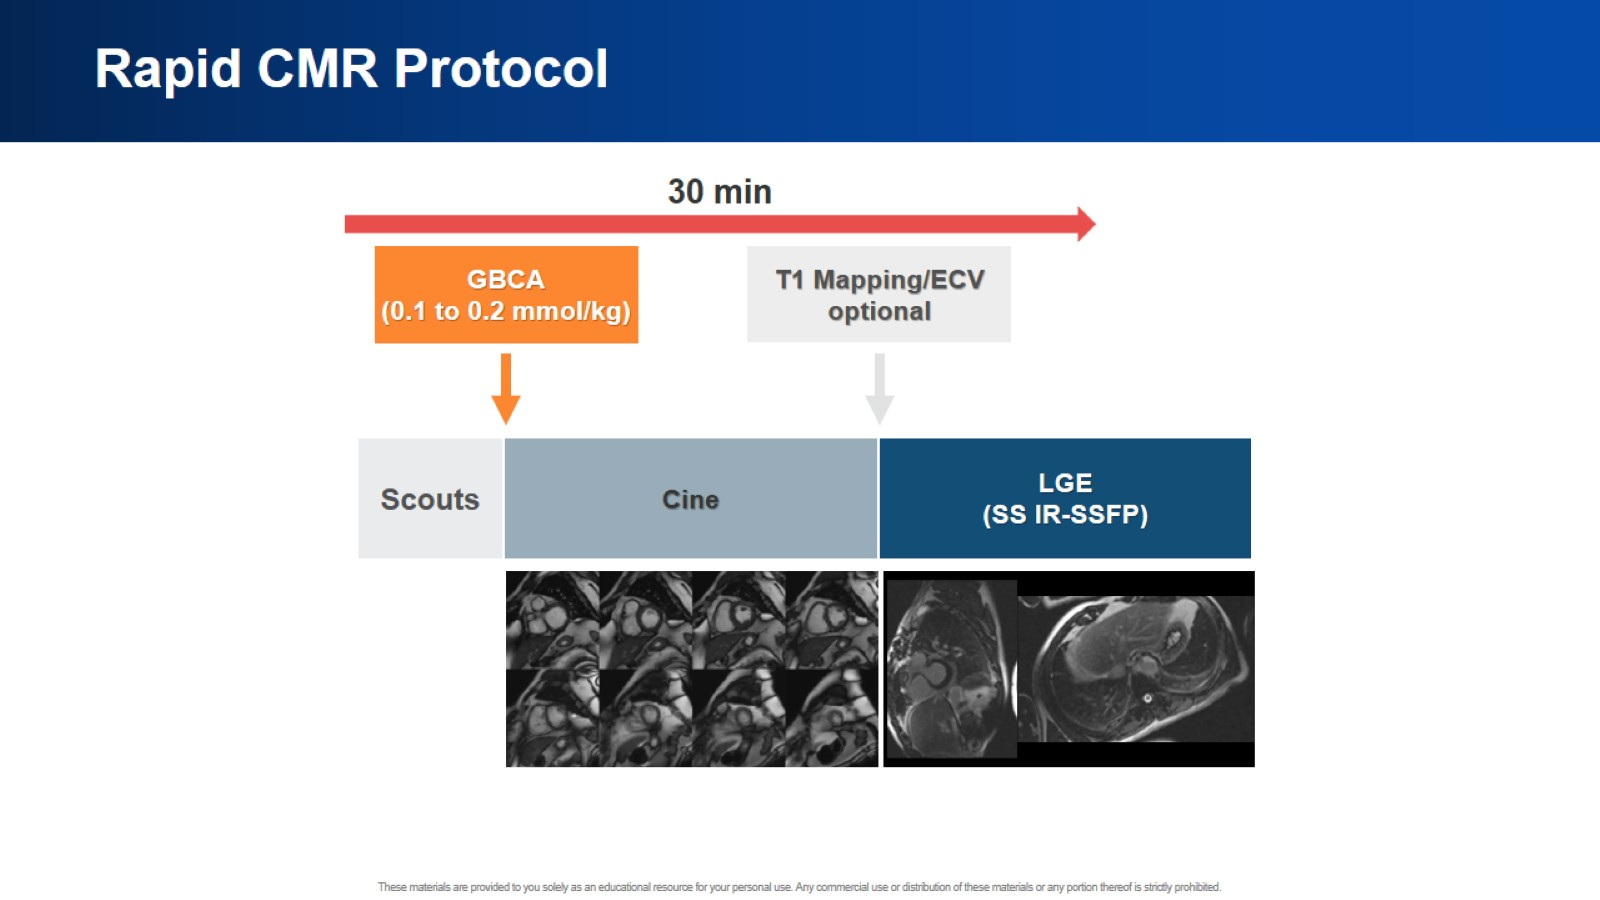 Rapid CMR Protocol
30 min
GBCA
(0.1 to 0.2 mmol/kg)
T1 Mapping/ECV
optional
Scouts
Cine
LGE
(SS IR-SSFP)
These materials are provided to you solely as an educational resource for your personal use. Any commercial use or distribution of these materials or any portion thereof is strictly prohibited.